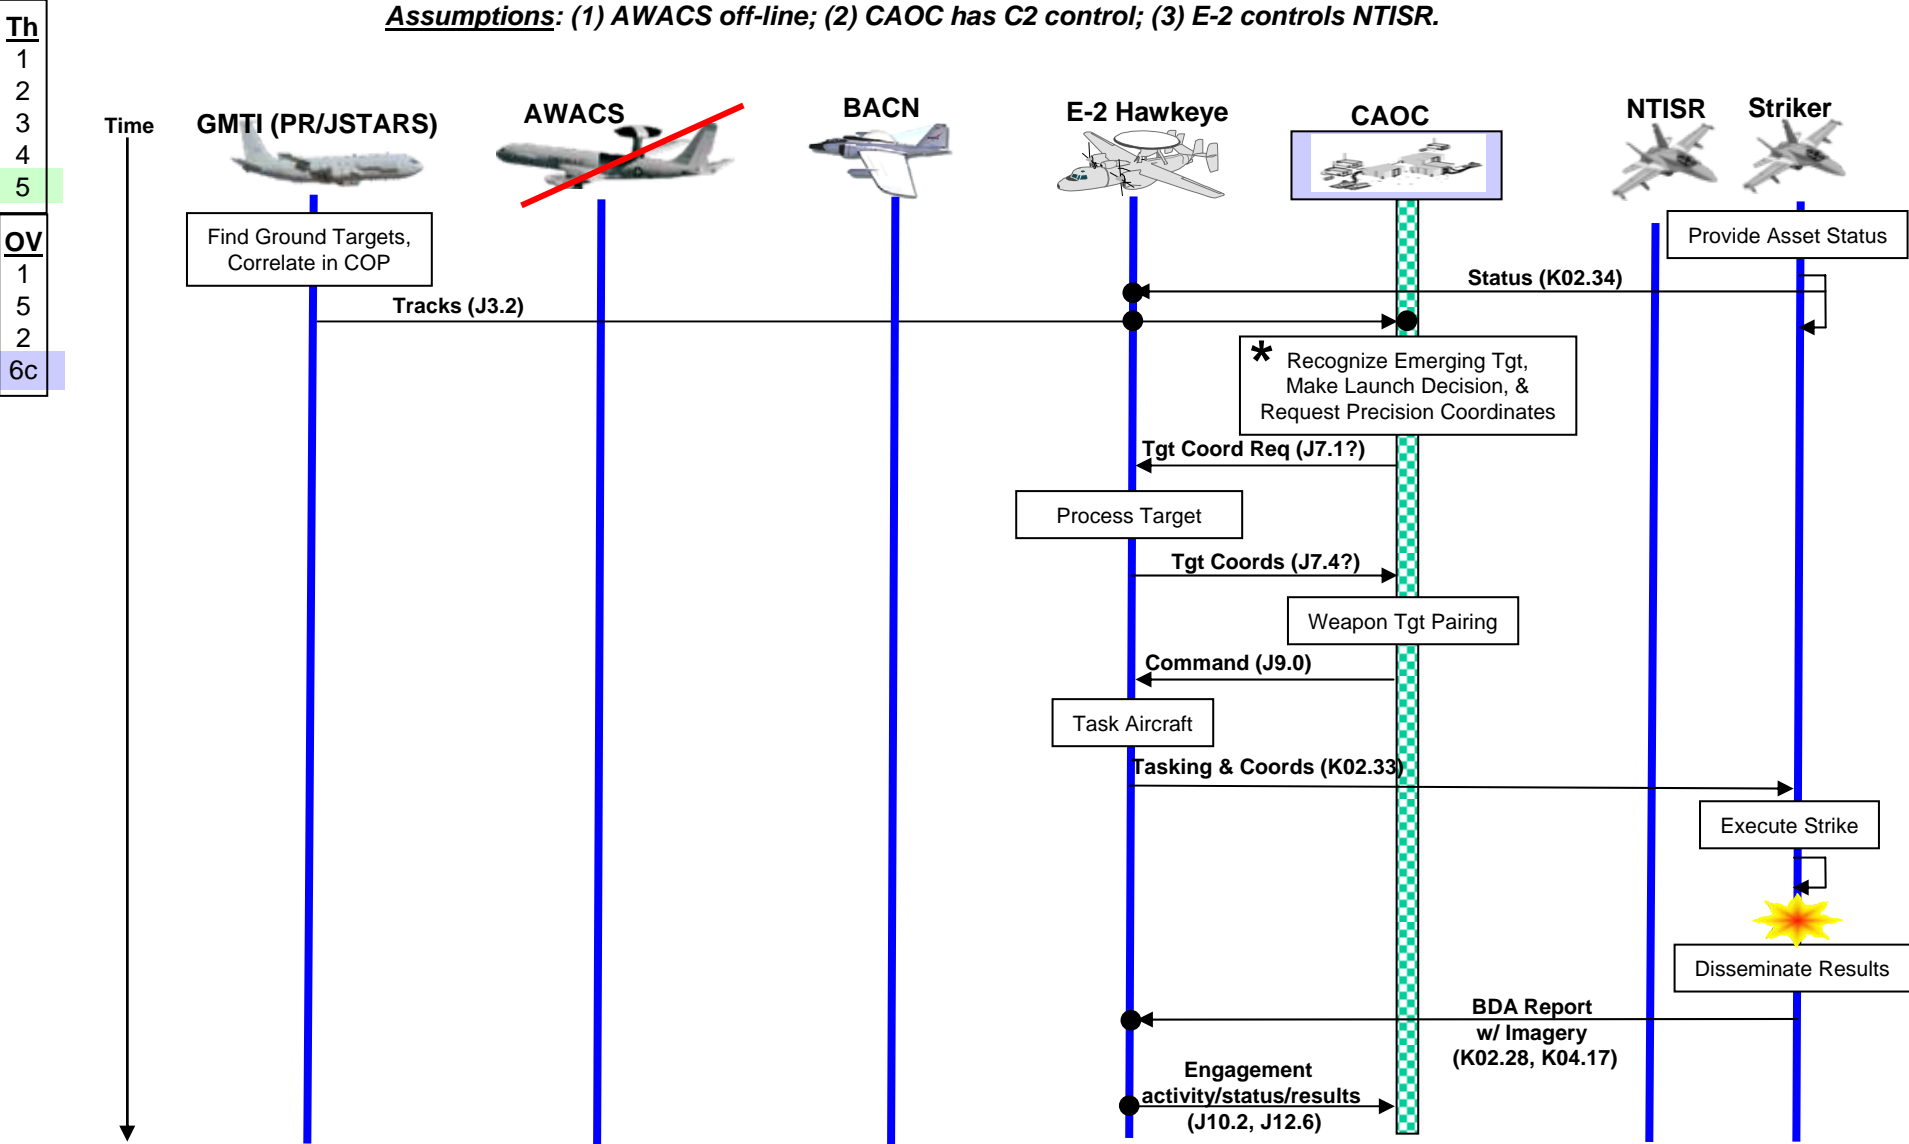 Assumptions: (1) AWACS off-line; (2) CAOC has C2 control; (3) E-2 controls NTISR.
Th
1
2
3
4
5
OV
1
5
2
6c
Time
GMTI (PR/JSTARS)
AWACS
BACN
E-2 Hawkeye
CAOC
NTISR
Striker
Find Ground Targets,
Correlate in COP
Provide Asset Status
Status (K02.34)
Tracks (J3.2)
* Recognize Emerging Tgt,
Make Launch Decision, &
Request Precision Coordinates
Tgt Coord Req (J7.1?)
Process Target
Tgt Coords (J7.4?)
Weapon Tgt Pairing
Command (J9.0)
Task Aircraft
Tasking & Coords (K02.33)
Execute Strike
Disseminate Results
BDA Report
w/ Imagery
(K02.28, K04.17)
Engagement
activity/status/results
(J10.2, J12.6)